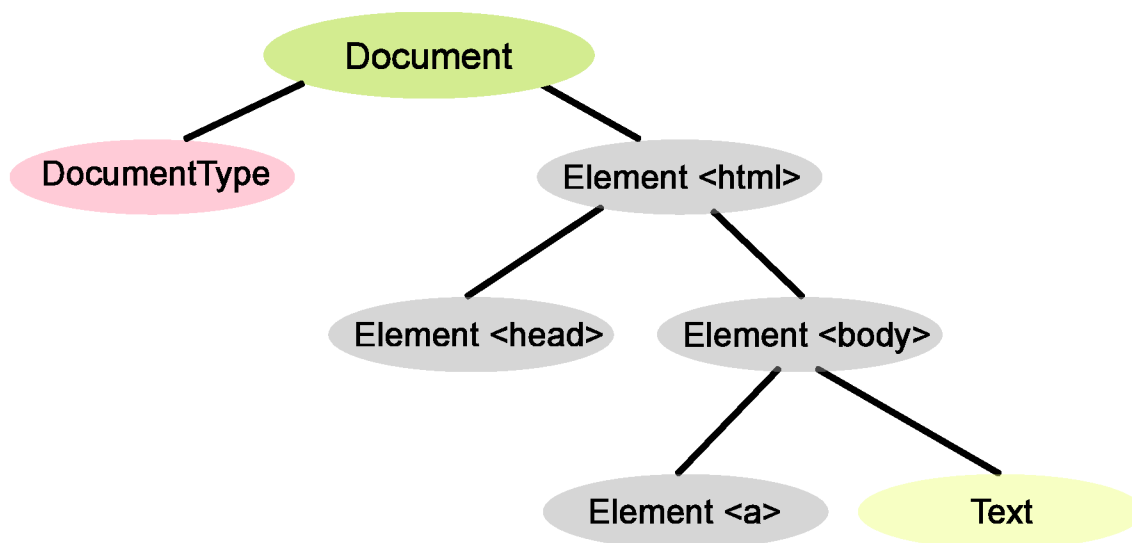 Document
DocumentType
Element <html>
Element <head>
Element <body>
Element <a>
Text